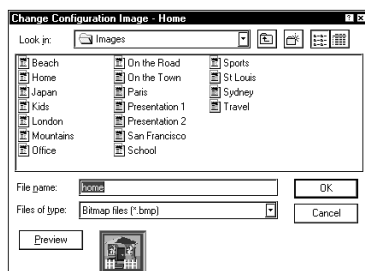 Change Configuration Image - Home
Look in: Images
Beach On the Road Sports
Home On the Town St Louis
Japan Paris Sydney
Kids Presentation 1 Travel
London Presentation 2
Mountains San Francisco
Office School
File name: home OK
Files of type: Bitmap files (*.bmp) Cancel
Preview